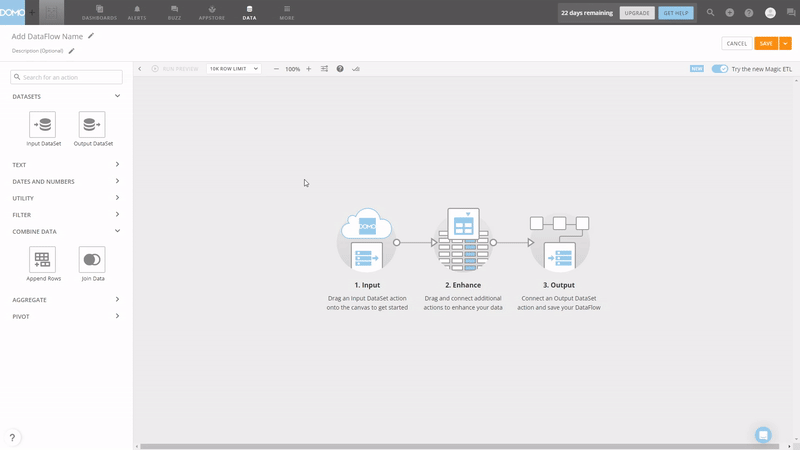 DOMO
DASHBOARDS
ALERTS
BUZZ
APPSTORE
DATA
MORE
22 days remaining
UPGRADE
GET HELP
Add DataFlow Name
Description (Optional)
CANCEL
SAVE
Search for an action
RUN PREVIEW
10K ROW LIMIT
100%
NEW
Try the new Magic ETL
DATASETS
Input DataSet
Output DataSet
TEXT
DATES AND NUMBERS
UTILITY
FILTER
COMBINE DATA
Append Rows
Join Data
AGGREGATE
PIVOT
DOMO
1. Input
Drag an Input DataSet action
onto the canvas to get started
2. Enhance
Drag and connect additional
actions to enhance your data
3. Output
Connect an Output DataSet
action and save your DataFlow
?